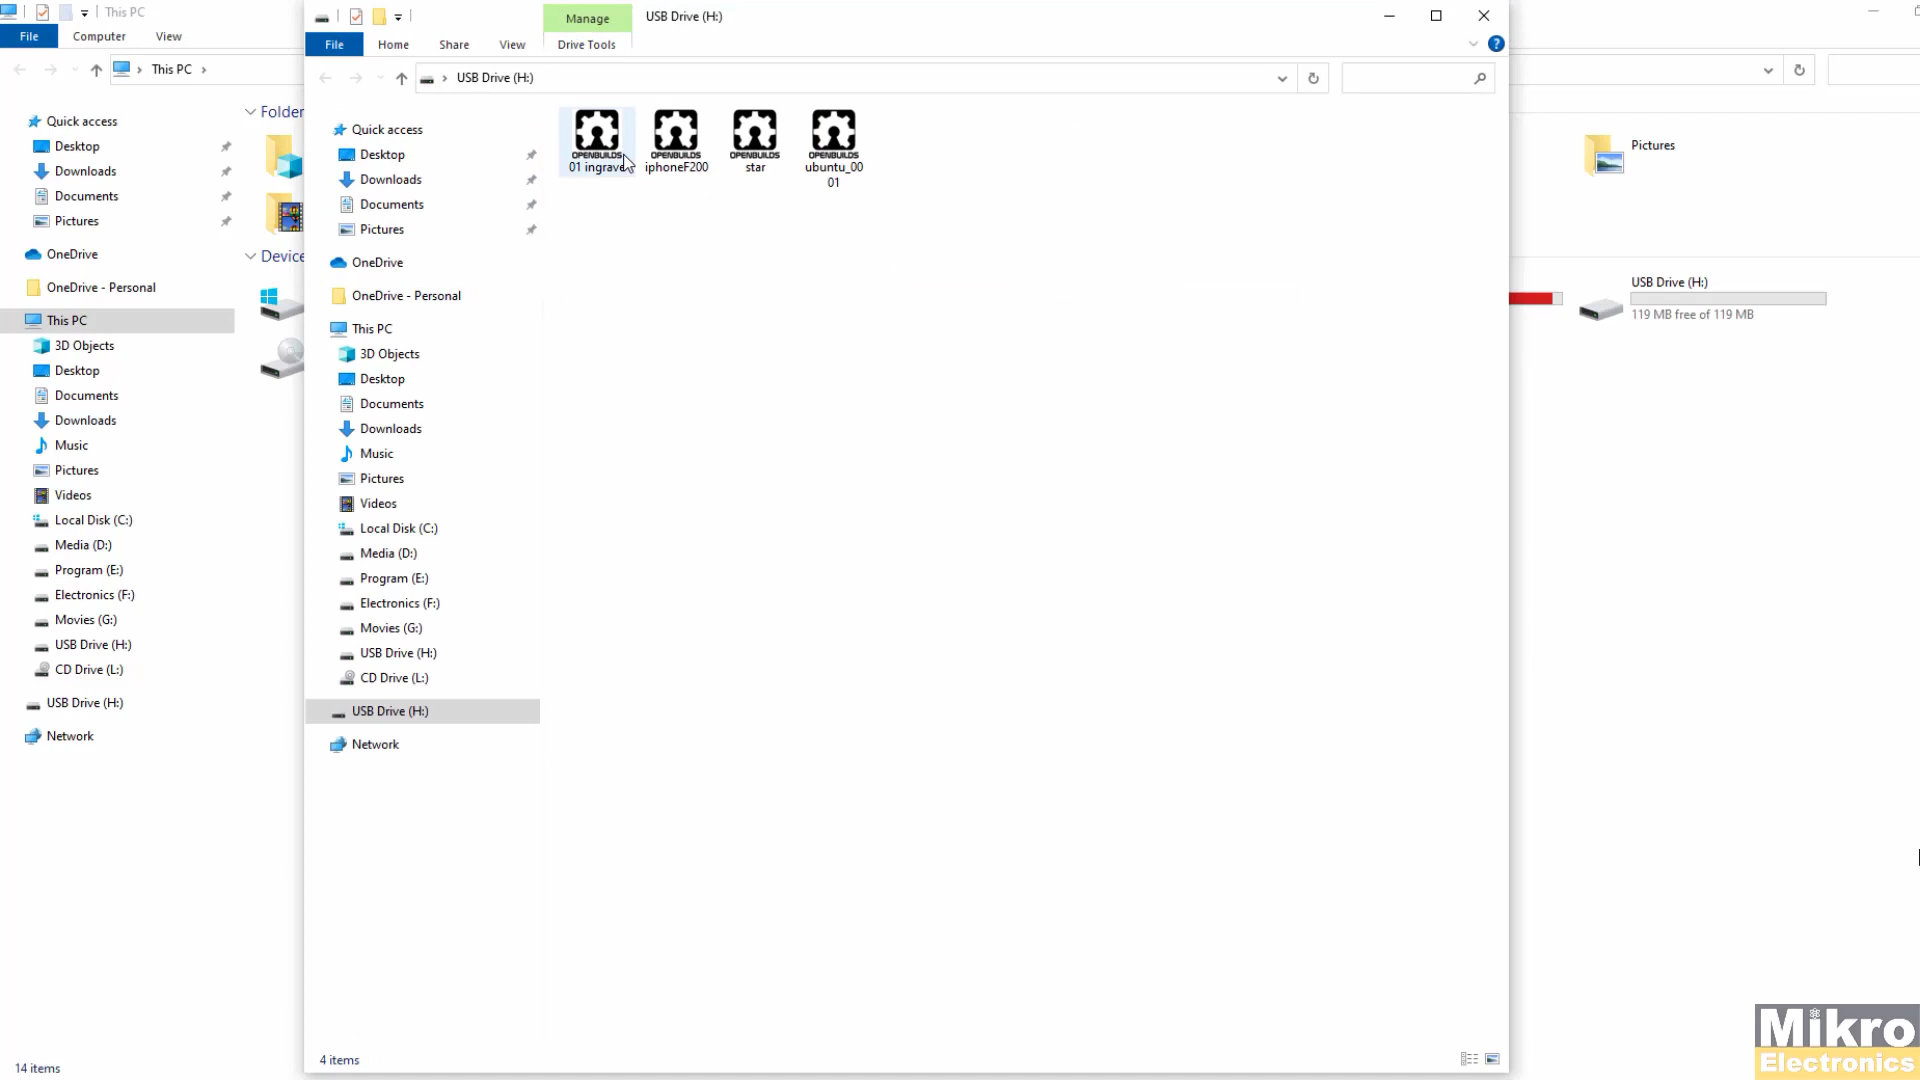 This PC
File
Computer
View
This PC
Quick access
Desktop
Downloads
Documents
Pictures
OneDrive
OneDrive - Personal
This PC
3D Objects
Desktop
Documents
Downloads
Music
Pictures
Videos
Local Disk (C:)
Media (D:)
Program (E:)
Electronics (F:)
Movies (G:)
USB Drive (H:)
CD Drive (L:)
USB Drive (H:)
Network
14 items
Manage
USB Drive (H:)
File
Home
Share
View
Drive Tools
USB Drive (H:)
Quick access
Desktop
Downloads
Documents
Pictures
OneDrive
OneDrive - Personal
This PC
3D Objects
Desktop
Documents
Downloads
Music
Pictures
Videos
Local Disk (C:)
Media (D:)
Program (E:)
Electronics (F:)
Movies (G:)
USB Drive (H:)
CD Drive (L:)
USB Drive (H:)
Network
OPENBUILDS
01 ingrave
OPENBUILDS
iphoneF200
OPENBUILDS
star
OPENBUILDS
ubuntu_00
01
4 items
Pictures
USB Drive (H:)
119 MB free of 119 MB
Mikro
Electronics